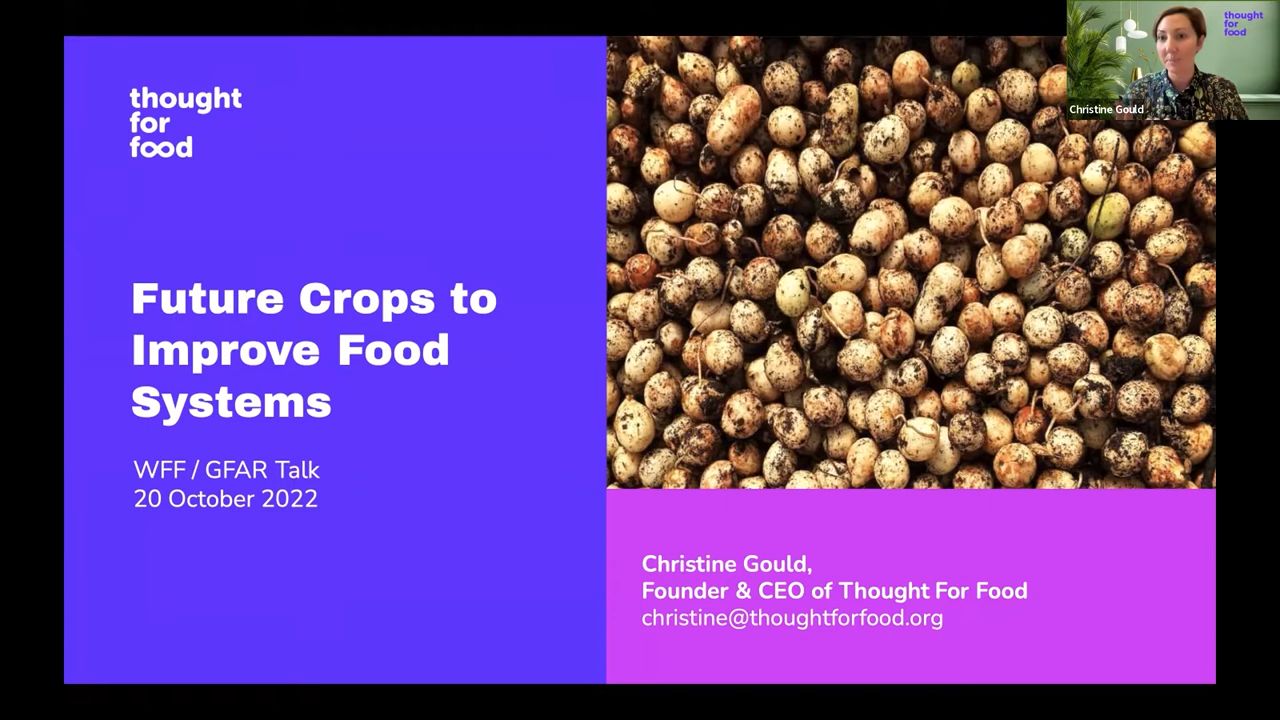 thought
for
food
Future Crops to
Improve Food
Systems
WFF / GFAR Talk
20 October 2022
Christine Gould,
Founder & CEO of Thought For Food
christine@thoughtforfood.org
thought
for
food
Christine Gould